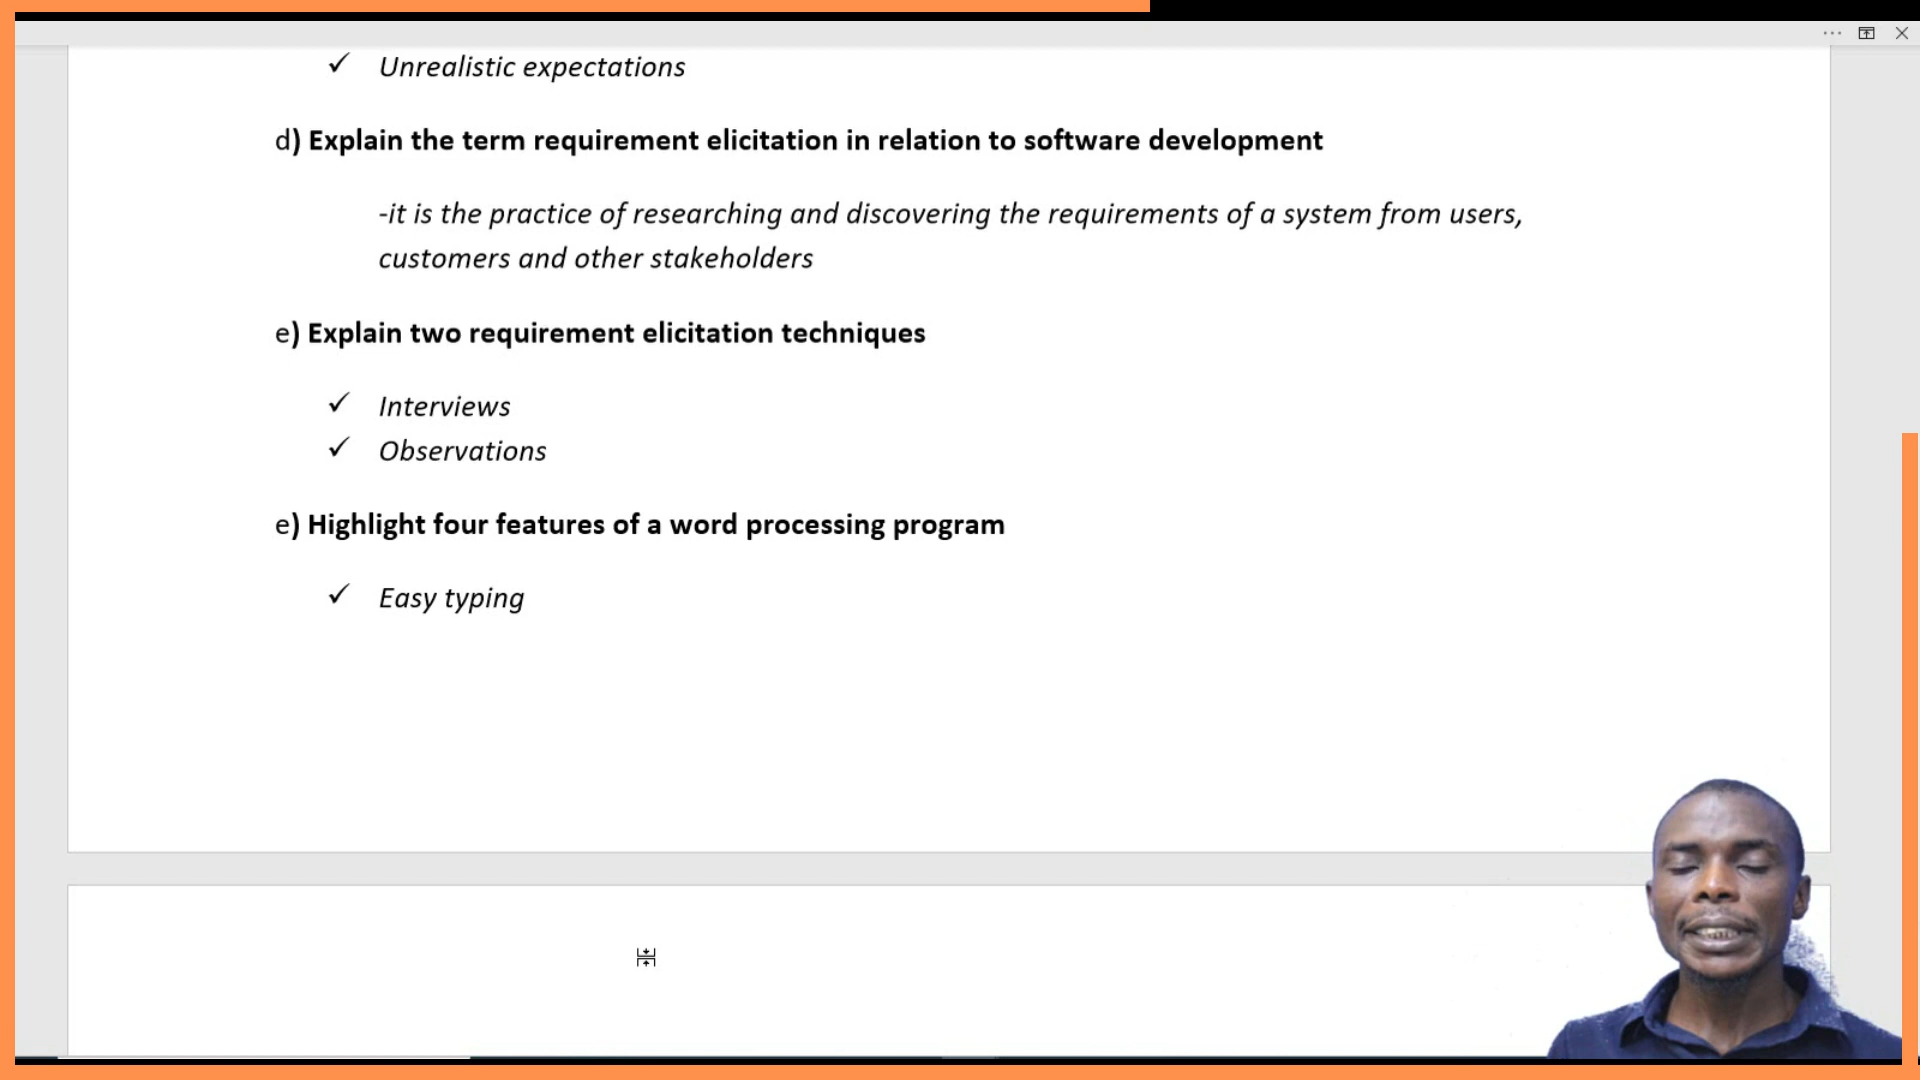 ✓ Unrealistic expectations
d) Explain the term requirement elicitation in relation to software development
-it is the practice of researching and discovering the requirements of a system from users,
customers and other stakeholders
e) Explain two requirement elicitation techniques
✓ Interviews
✓ Observations
e) Highlight four features of a word processing program
✓ Easy typing